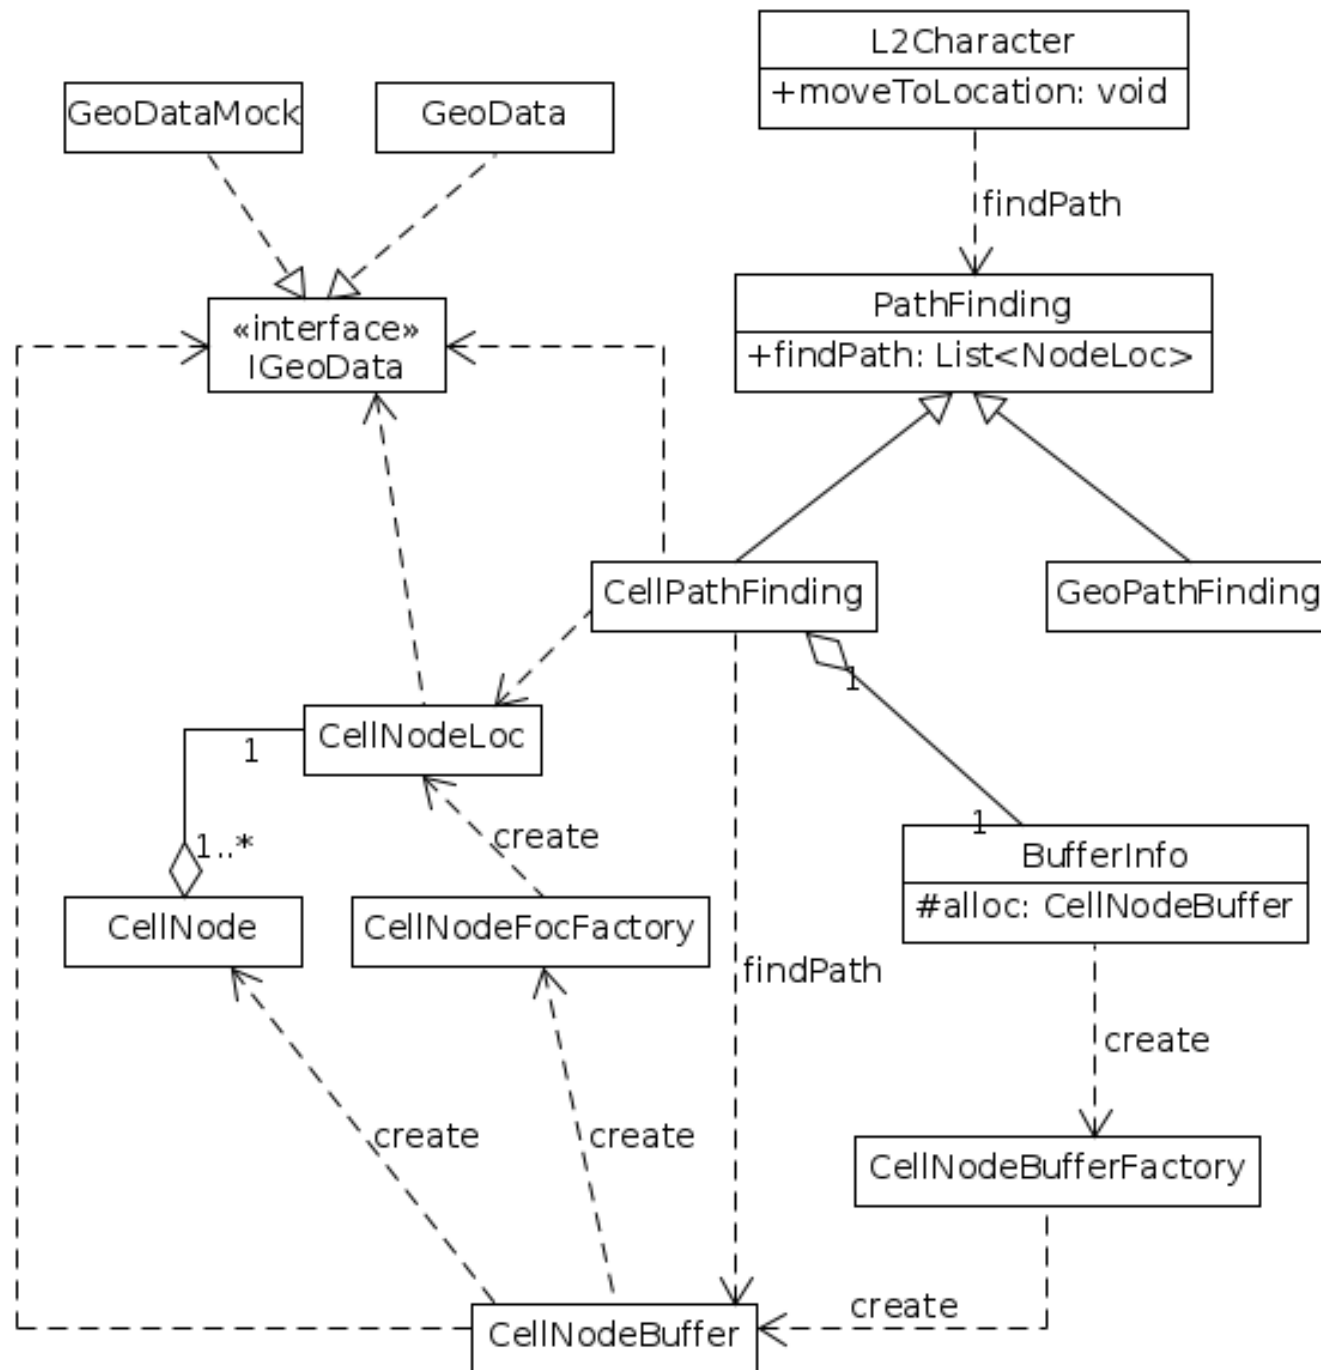 L2Character
+moveToLocation: void
GeoDataMock
GeoData
findPath
PathFinding
+findPath: List<NodeLoc>
«interface»
IGeoData
CellPathFinding
GeoPathFinding
1
CellNodeLoc
1
1..*
create
1
BufferInfo
#alloc: CellNodeBuffer
CellNode
CellNodeFocFactory
findPath
create
create
create
CellNodeBufferFactory
create
CellNodeBuffer